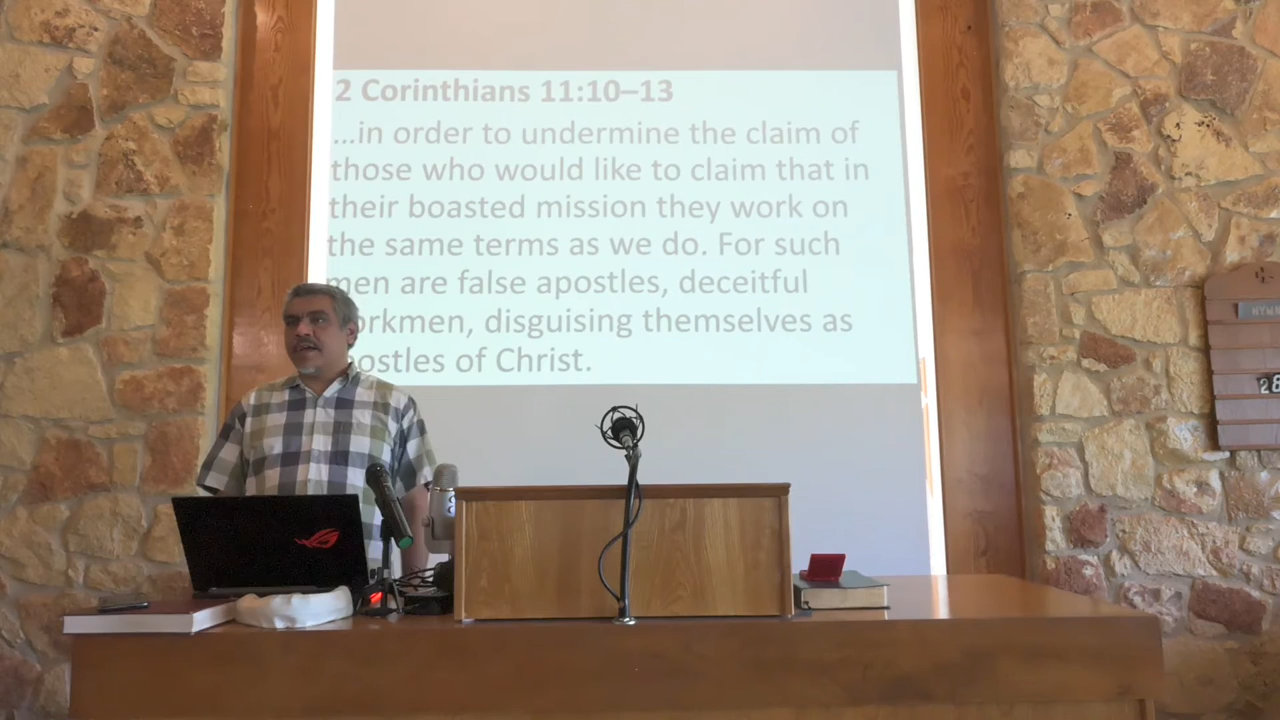 2 Corinthians 11:10–13
...in order to undermine the claim of
those who would like to claim that in
their boasted mission they work on
the same terms as we do. For such
men are false apostles, deceitful
orkmen, disguising themselves as
ostles of Christ.
HYMN
28